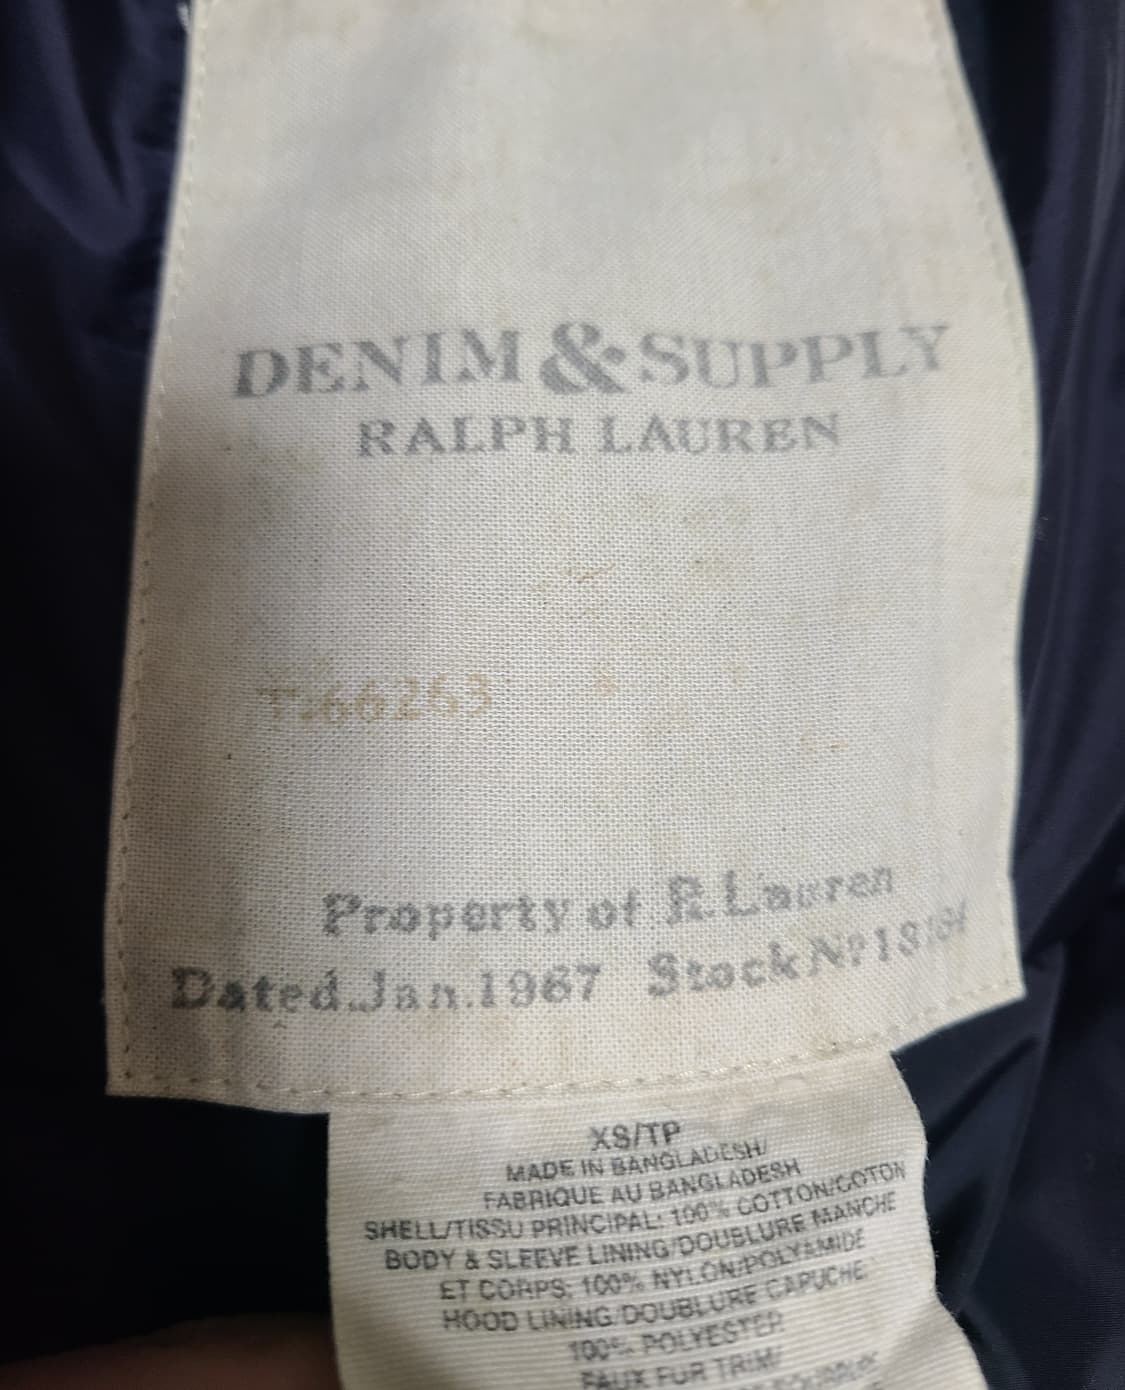 DENIM & SUPPLY
RALPH LAUREN
66263
Property of R. Lauren
Dated.Jan.1967 Stock Nº
XS/TP
MADE IN BANGLADESH/
FABRIQUE AU BANGLADESH
SHELL/TISSU PRINCIPAL: 100% COTTON/COTON
BODY & SLEEVE LINING/DOUBLURE MANCHE
ET CORPS: 100% NYLON/POLYAMIDE
HOOD LINING/DOUBLURE CAPUCHE:
100% POLYESTER
FAUX FUR TRIM/